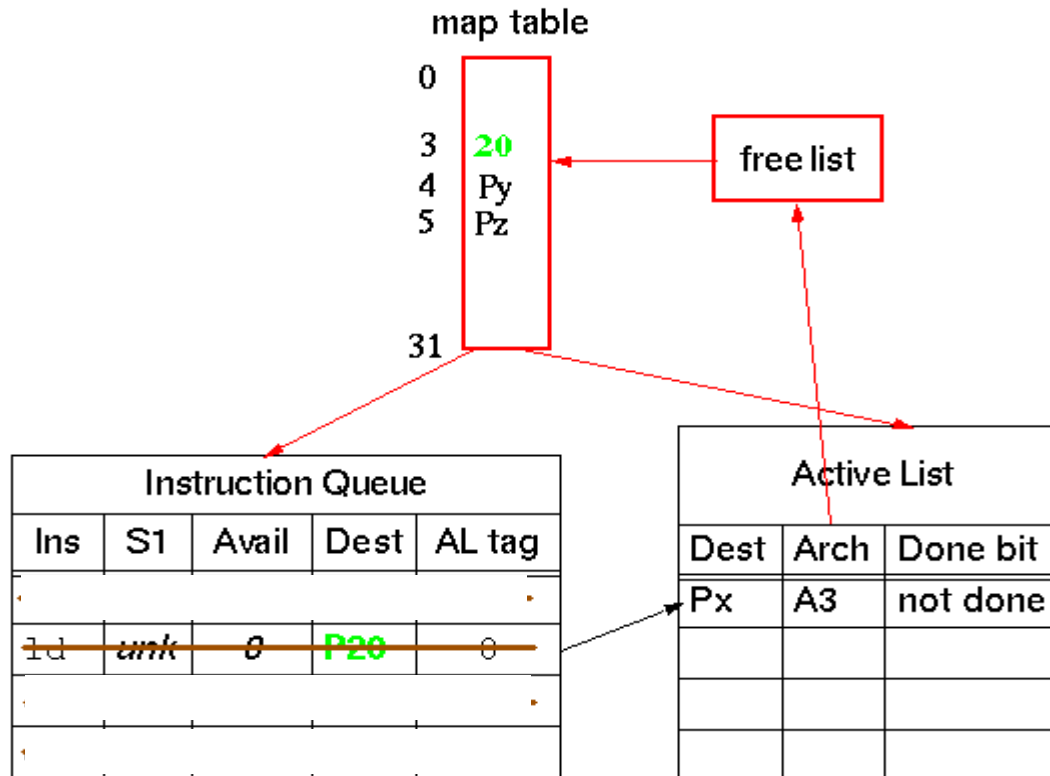 map table
0
3 20
free list
4 Py
5 Pz
31
Instruction Queue
Active List
Ins S1 Avail Dest AL tag
Dest Arch Done bit
Px A3 not done
ld unk 0 P20 0